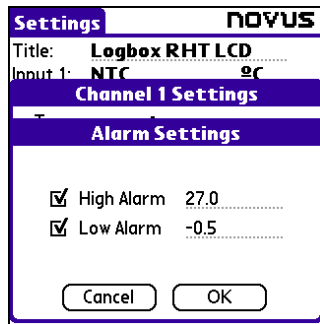 Settings NOVUS
Title: Logbox RHT LCD
Input 1: NTC ºC
Channel 1 Settings
Alarm Settings
High Alarm 27.0
Low Alarm -0.5
Cancel OK